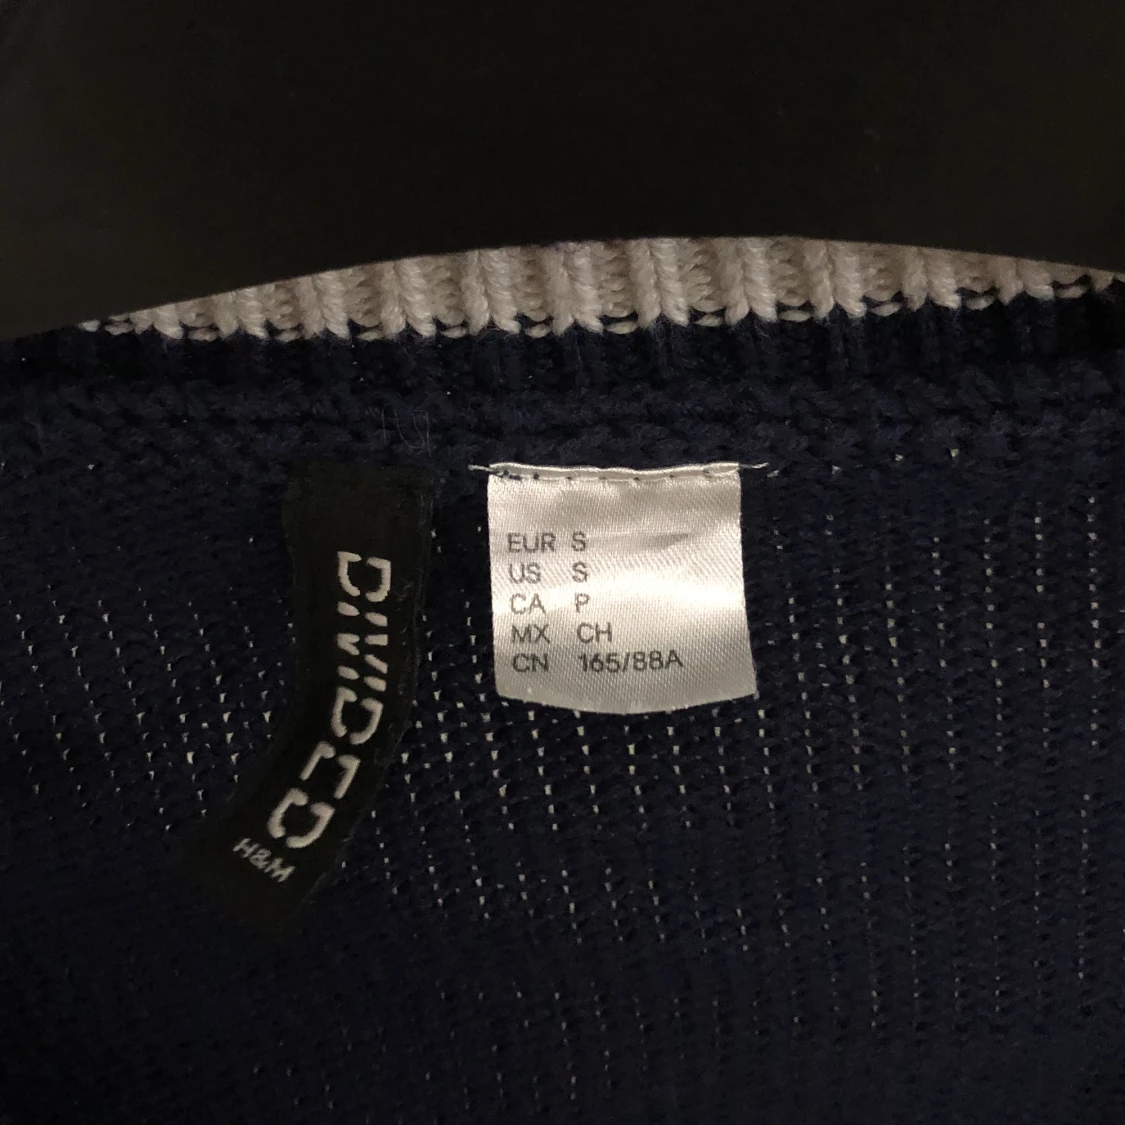 DIVIDED
H&M
EUR S
US S
CA P
MX CH
CN 165/88A